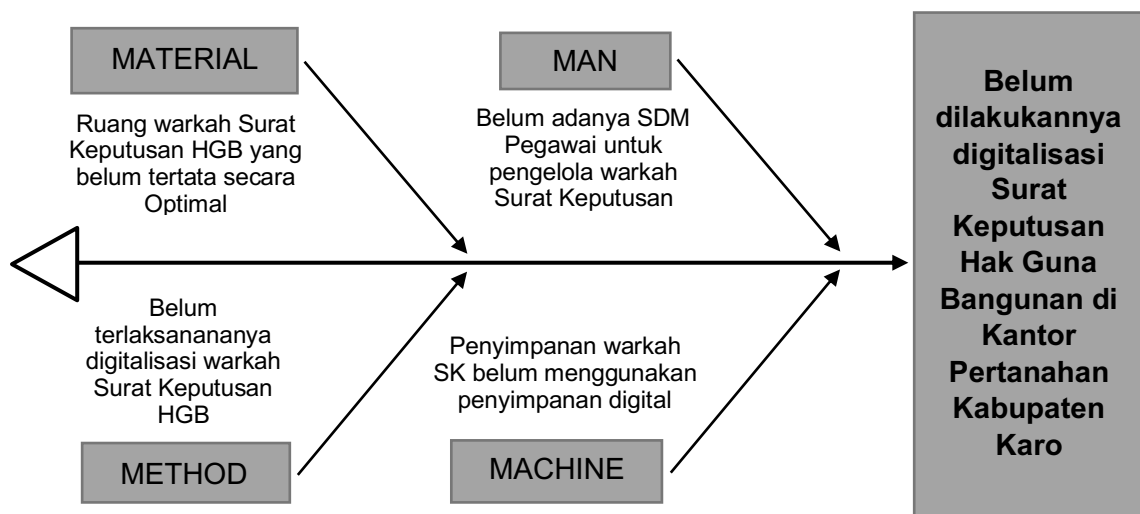 MATERIAL
Ruang warkah Surat
Keputusan HGB yang
belum tertata secara
Optimal
MAN
Belum adanya SDM
Pegawai untuk
pengelola warkah
Surat Keputusan
Belum
terlaksanananya
digitalisasi warkah
Surat Keputusan
HGB
METHOD
Penyimpanan warkah
SK belum menggunakan
penyimpanan digital
MACHINE
Belum
dilakukannya
digitalisasi
Surat
Keputusan
Hak Guna
Bangunan di
Kantor
Pertanahan
Kabupaten
Karo